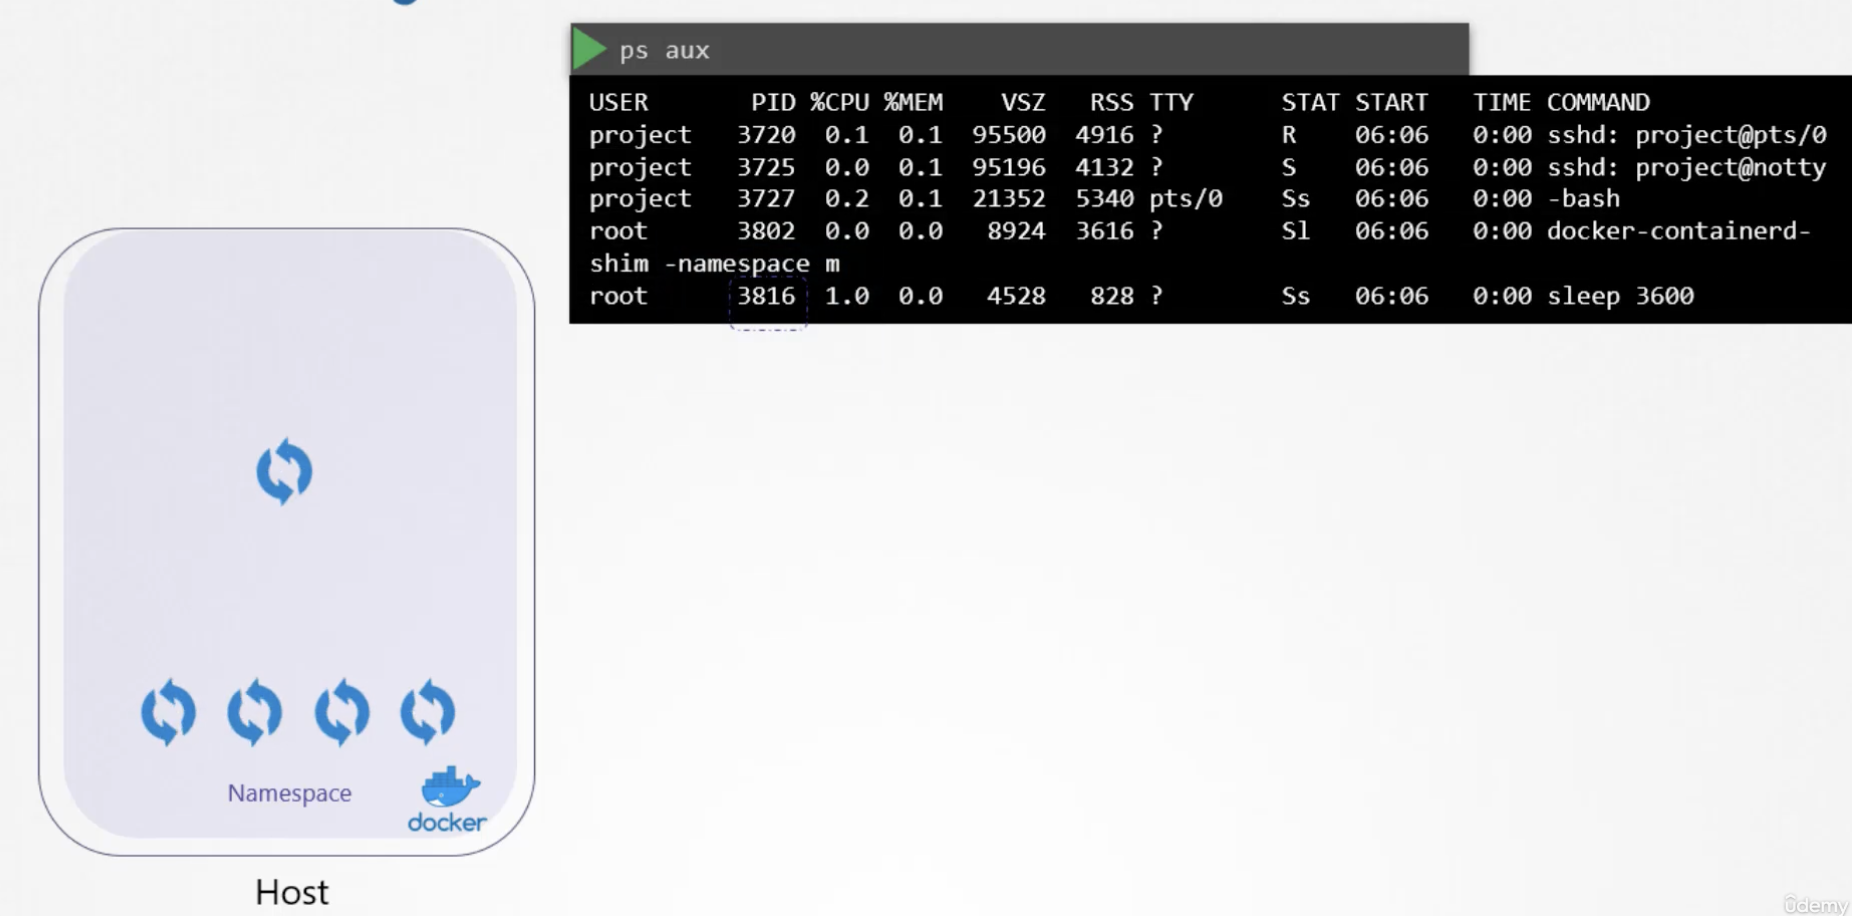 ps aux
USER PID %CPU %MEM VSZ RSS TTY STAT START TIME COMMAND
project 3720 0.1 0.1 95500 4916 ? R 06:06 0:00 sshd: project@pts/0
project 3725 0.0 0.1 95196 4132 ? S 06:06 0:00 sshd: project@notty
project 3727 0.2 0.1 21352 5340 pts/0 Ss 06:06 0:00 -bash
root 3802 0.0 0.0 8924 3616 ? Sl 06:06 0:00 docker-containerd-
shim -namespace m
root 3816 1.0 0.0 4528 828 ? Ss 06:06 0:00 sleep 3600
Namespace
docker
Host
ûdemy